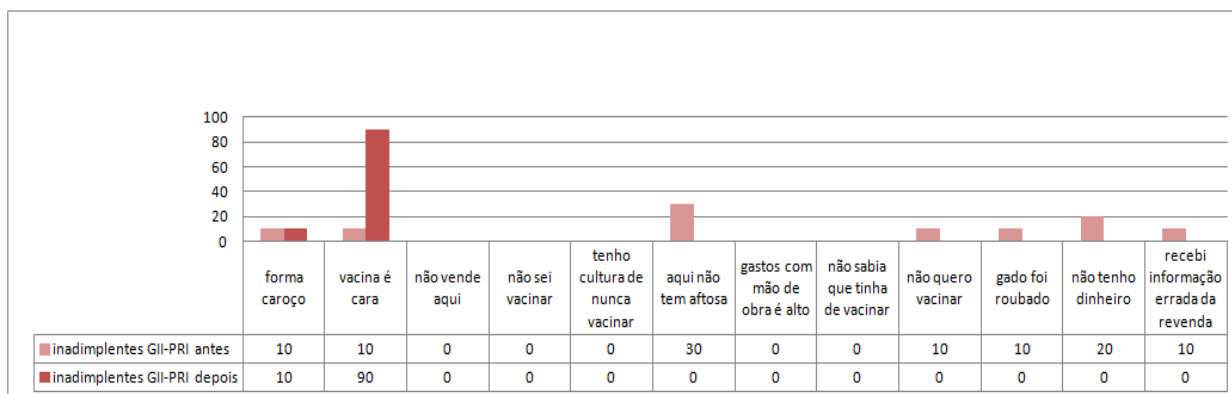 100
80
60
40
20
0
forma caroço
vacina é cara
não vende aqui
não sei vacinar
tenho cultura de nunca vacinar
aqui não tem aftosa
gastos com mão de obra é alto
não sabia que tinha de vacinar
não quero vacinar
gado foi roubado
não tenho dinheiro
recebi informação errada da revenda
inadimplentes GII-PRI antes 10 10 0 0 0 30 0 0 10 10 20 10
inadimplentes GII-PRI depois 10 90 0 0 0 0 0 0 0 0 0 0